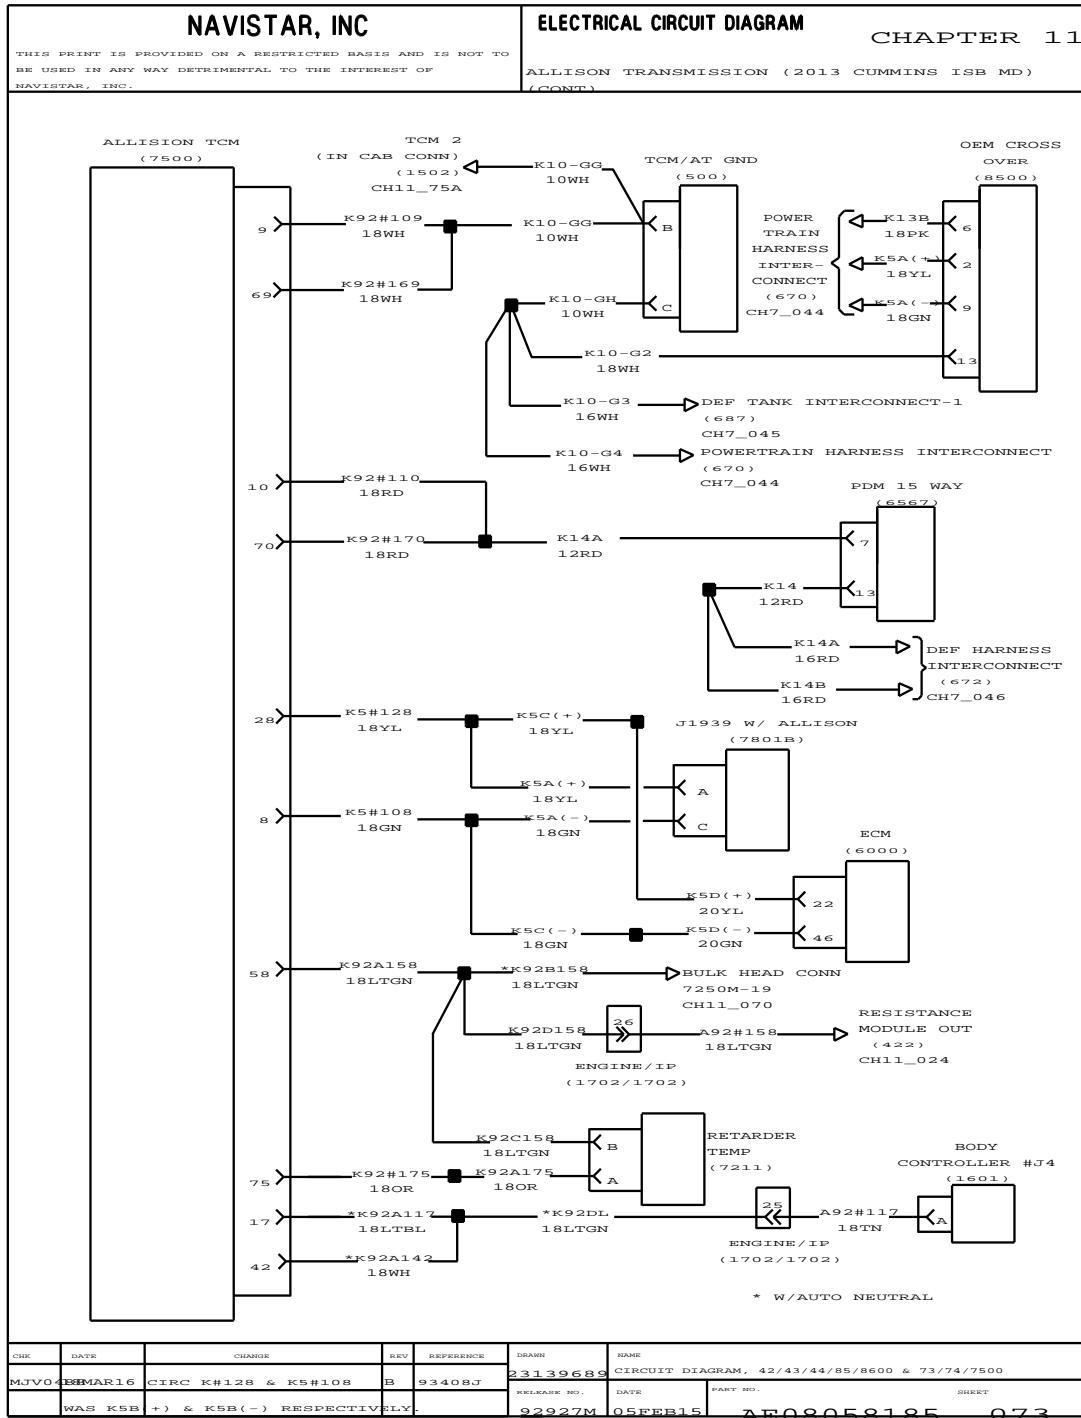 NAVISTAR, INC
THIS PRINT IS PROVIDED ON A RESTRICTED BASIS AND IS NOT TO
BE USED IN ANY WAY DETRIMENTAL TO THE INTEREST OF
NAVISTAR, INC.
ELECTRICAL CIRCUIT DIAGRAM
CHAPTER 11
ALLISON TRANSMISSION (2013 CUMMINS ISB MD)
(CONT)
ALLISION TCM
(7500)
TCM 2
(IN CAB CONN)
(1502)
CH11_75A
K10-GG
10WH
TCM/AT GND
(500)
OEM CROSS
OVER
(8500)
9
K92#109
18WH
K10-GG
10WH
B
POWER
TRAIN
HARNESS
INTER-
CONNECT
(670)
CH7_044
K13B
18PK
6
K5A(+)
18YL
2
K5A(-)
18GN
9
69
K92#169
18WH
K10-GH
10WH
C
K10-G2
18WH
13
K10-G3
16WH
DEF TANK INTERCONNECT-1
(687)
CH7_045
K10-G4
16WH
POWERTRAIN HARNESS INTERCONNECT
(670)
CH7_044
10
K92#110
18RD
PDM 15 WAY
(6567)
70
K92#170
18RD
K14A
12RD
7
K14
12RD
13
K14A
16RD
K14B
16RD
DEF HARNESS
INTERCONNECT
(672)
CH7_046
28
K5#128
18YL
K5C(+)
18YL
J1939 W/ ALLISON
(7801B)
K5A(+)
18YL
A
8
K5#108
18GN
K5A(-)
18GN
C
ECM
(6000)
K5D(+)
20YL
22
K5C(-)
18GN
K5D(-)
20GN
46
58
K92A158
18LTGN
*K92B158
18LTGN
BULK HEAD CONN
7250M-19
CH11_070
K92D158
18LTGN
26
ENGINE/IP
(1702/1702)
A92#158
18LTGN
RESISTANCE
MODULE OUT
(422)
CH11_024
K92C158
18LTGN
B
RETARDER
TEMP
(7211)
75
K92#175
18OR
K92A175
18OR
A
BODY
CONTROLLER #J4
(1601)
17
*K92A117
18LTBL
*K92DL
18LTGN
25
ENGINE/IP
(1702/1702)
A92#117
18TN
A
42
*K92A142
18WH
* W/AUTO NEUTRAL
CHK
DATE
CHANGE
REV
REFERENCE
DRAWN
NAME
MAR16
CIRC K#128 & K5#108
B
93408J
23139689
CIRCUIT DIAGRAM, 42/43/44/85/8600 & 73/74/7500
WAS K5B(+) & K5B(-) RESPECTIVELY.
RELEASE NO.
DATE
PART NO.
SHEET
92927M
05FEB15
AE08058185
073